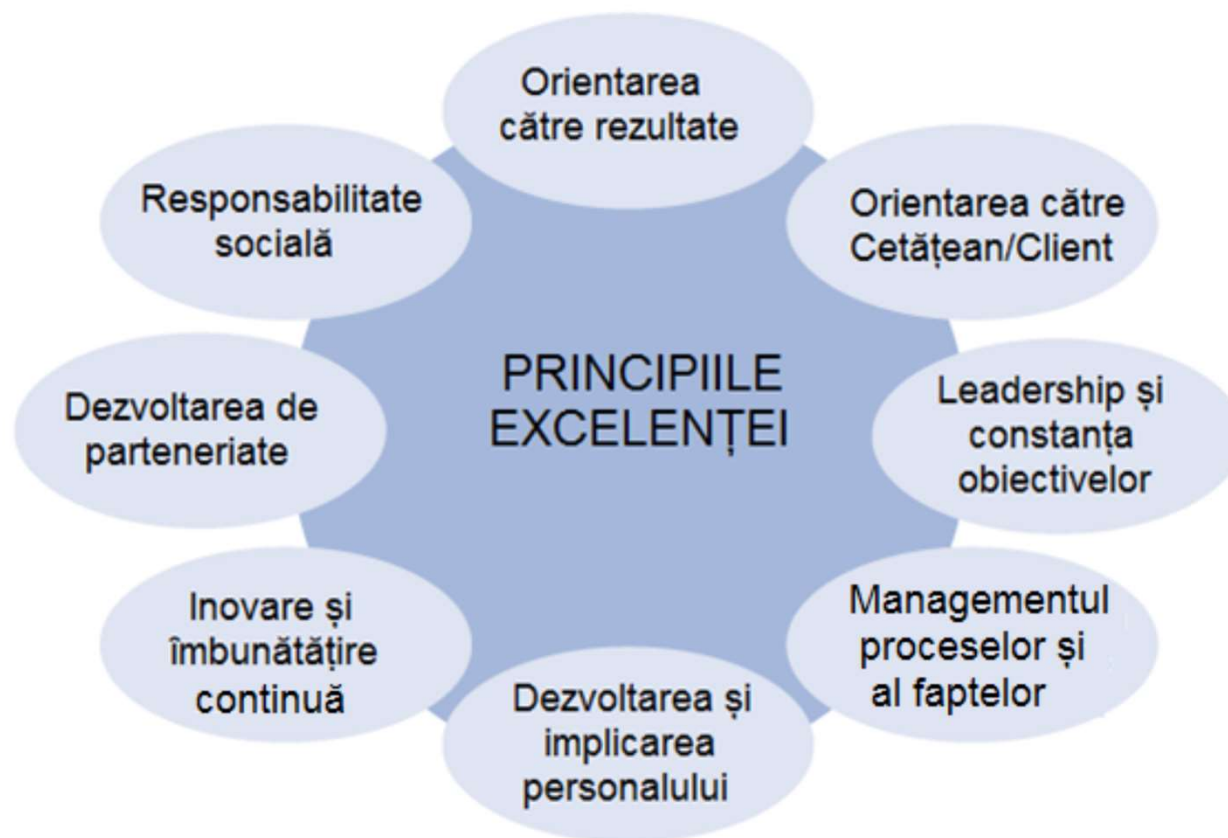 Orientarea
către rezultate
Orientarea către
Cetățean/Client
Leadership și
constanța
obiectivelor
Managementul
proceselor și
al faptelor
Dezvoltarea și
implicarea
personalului
Inovare și
îmbunătățire
continuă
Dezvoltarea de
parteneriate
Responsabilitate
socială
PRINCIPIILE
EXCELENȚEI